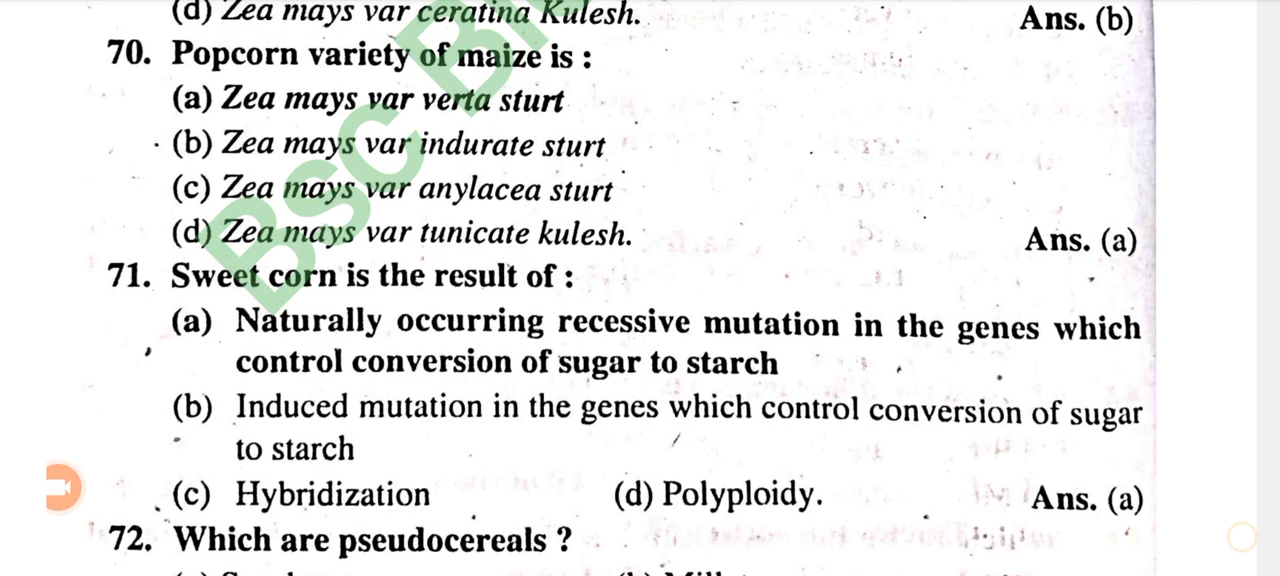 (d) Zea mays var ceratina Kulesh. Ans. (b)
70. Popcorn variety of maize is :
(a) Zea mays var verta sturt
(b) Zea mays var indurate sturt
(c) Zea mays var anylacea sturt
(d) Zea mays var tunicate kulesh. Ans. (a)
71. Sweet corn is the result of :
(a) Naturally occurring recessive mutation in the genes which
control conversion of sugar to starch
(b) Induced mutation in the genes which control conversion of sugar
to starch
(c) Hybridization (d) Polyploidy. Ans. (a)
72. Which are pseudocereals ?
BSC